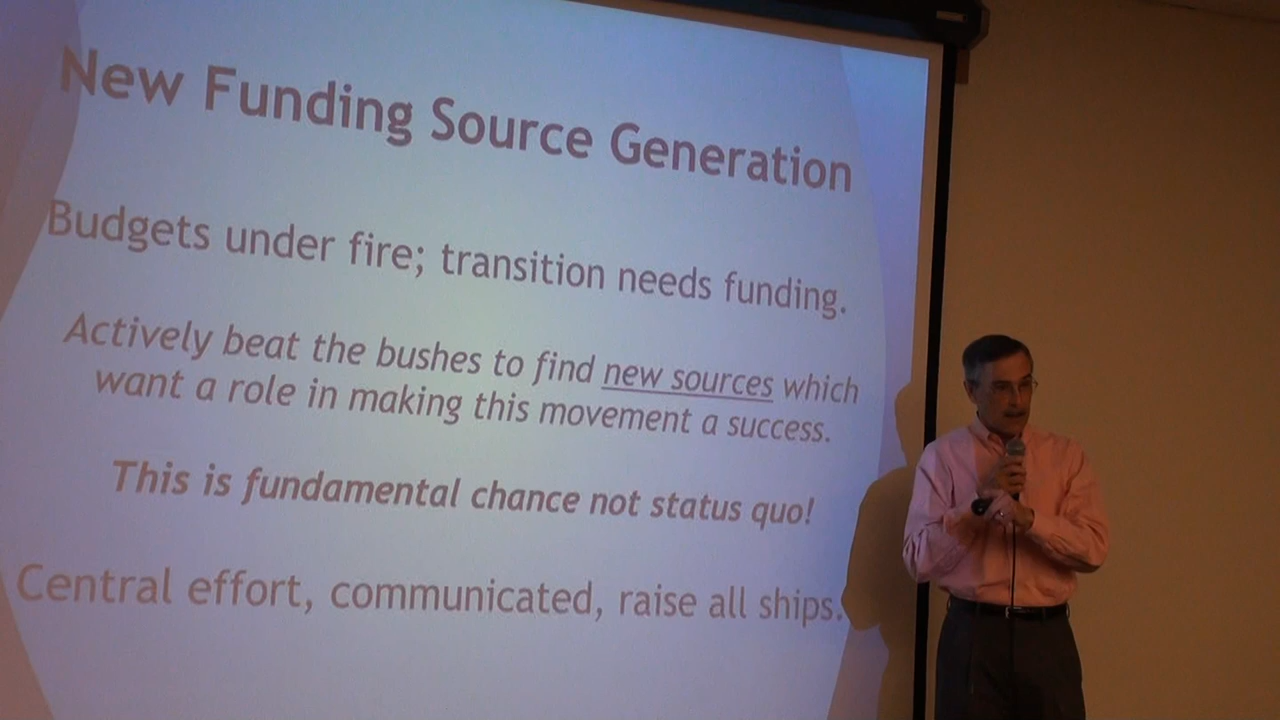 New Funding Source Generation
Budgets under fire; transition needs funding.
Actively beat the bushes to find new sources which
want a role in making this movement a success.
This is fundamental chance not status quo!
Central effort, communicated, raise all ships.